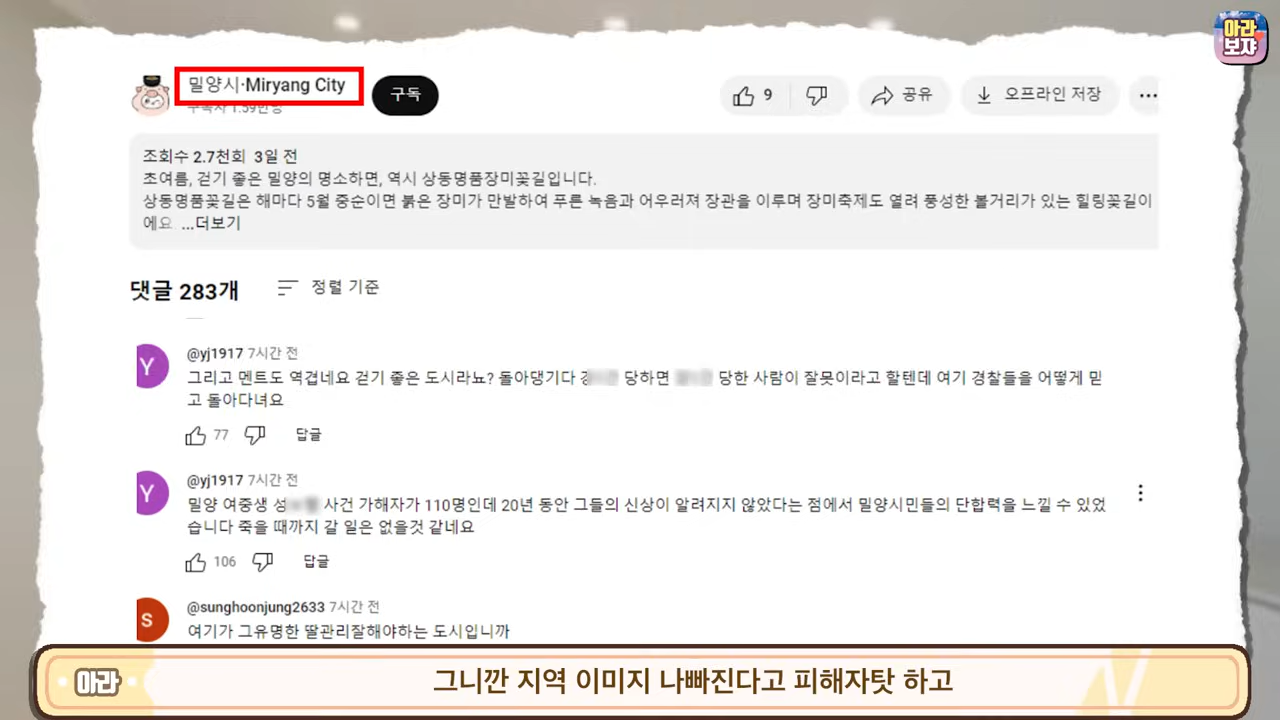 아라
보자
밀양시·Miryang City
구독자 1.59만명
구독
9
공유
오프라인 저장
조회수 2.7천회 3일 전
초여름, 걷기 좋은 밀양의 명소하면, 역시 상동명품장미꽃길입니다.
상동명품꽃길은 해마다 5월 중순이면 붉은 장미가 만발하여 푸른 녹음과 어우러져 장관을 이루며 장미축제도 열려 풍성한 볼거리가 있는 힐링꽃길이
에요. ...더보기
댓글 283개
정렬 기준
Y
@yj1917 7시간 전
그리고 멘트도 역겹네요 걷기 좋은 도시라뇨? 돌아댕기다 당하면 당한 사람이 잘못이라고 할텐데 여기 경찰들을 어떻게 믿
고 돌아다녀요
77
답글
Y
@yj1917 7시간 전
밀양 여중생 성 사건 가해자가 110명인데 20년 동안 그들의 신상이 알려지지 않았다는 점에서 밀양시민들의 단합력을 느낄 수 있었
습니다 죽을 때까지 갈 일은 없을것 같네요
106
답글
S
@sunghoonjung2633 7시간 전
여기가 그유명한 딸관리잘해야하는 도시입니까
아라
그니깐 지역 이미지 나빠진다고 피해자탓 하고